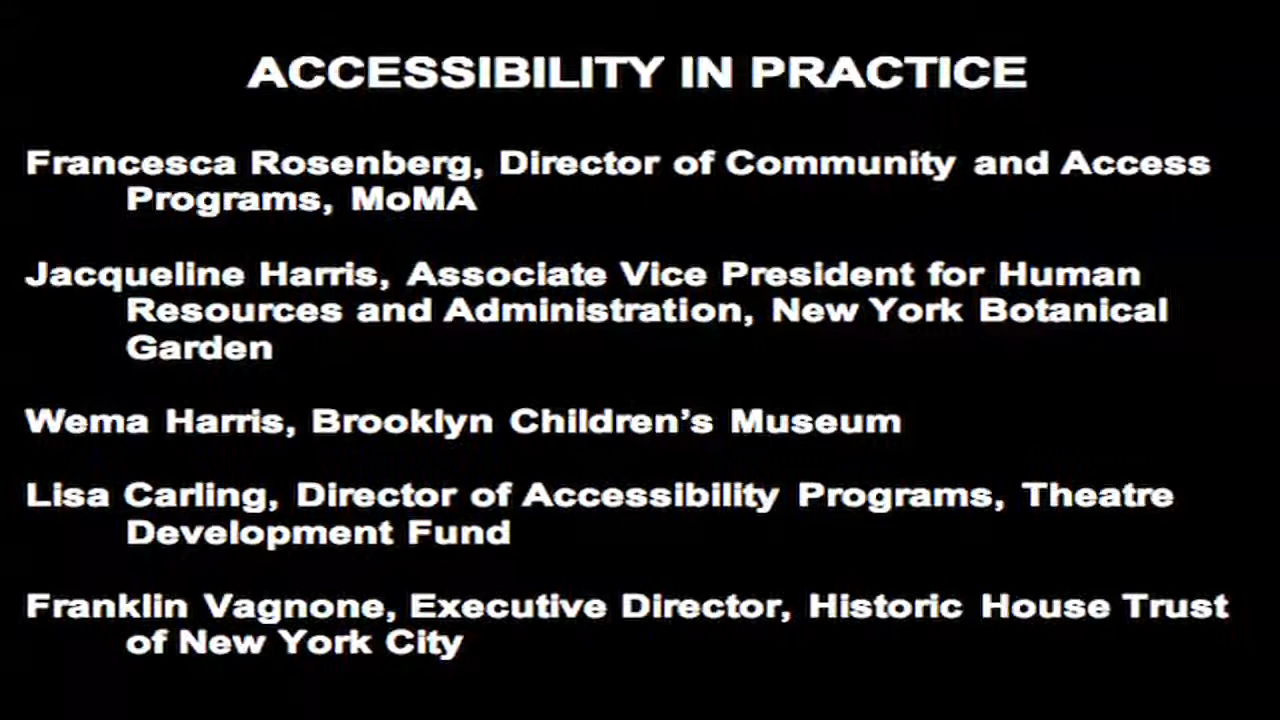 ACCESSIBILITY IN PRACTICE
Francesca Rosenberg, Director of Community and Access
Programs, MoMA
Jacqueline Harris, Associate Vice President for Human
Resources and Administration, New York Botanical
Garden
Wema Harris, Brooklyn Children’s Museum
Lisa Carling, Director of Accessibility Programs, Theatre
Development Fund
Franklin Vagnone, Executive Director, Historic House Trust
of New York City